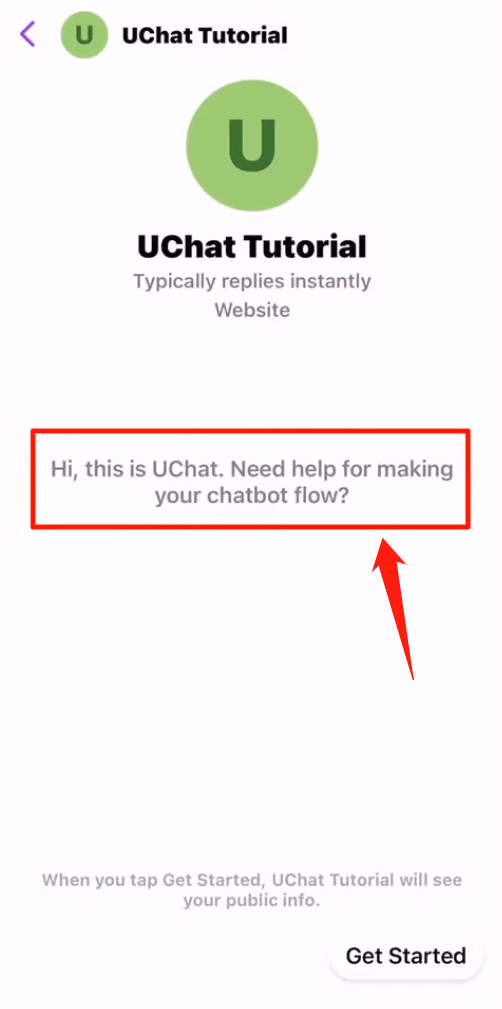 U UChat Tutorial
U
UChat Tutorial
Typically replies instantly
Website
Hi, this is UChat. Need help for making
your chatbot flow?
When you tap Get Started, UChat Tutorial will see
your public info.
Get Started